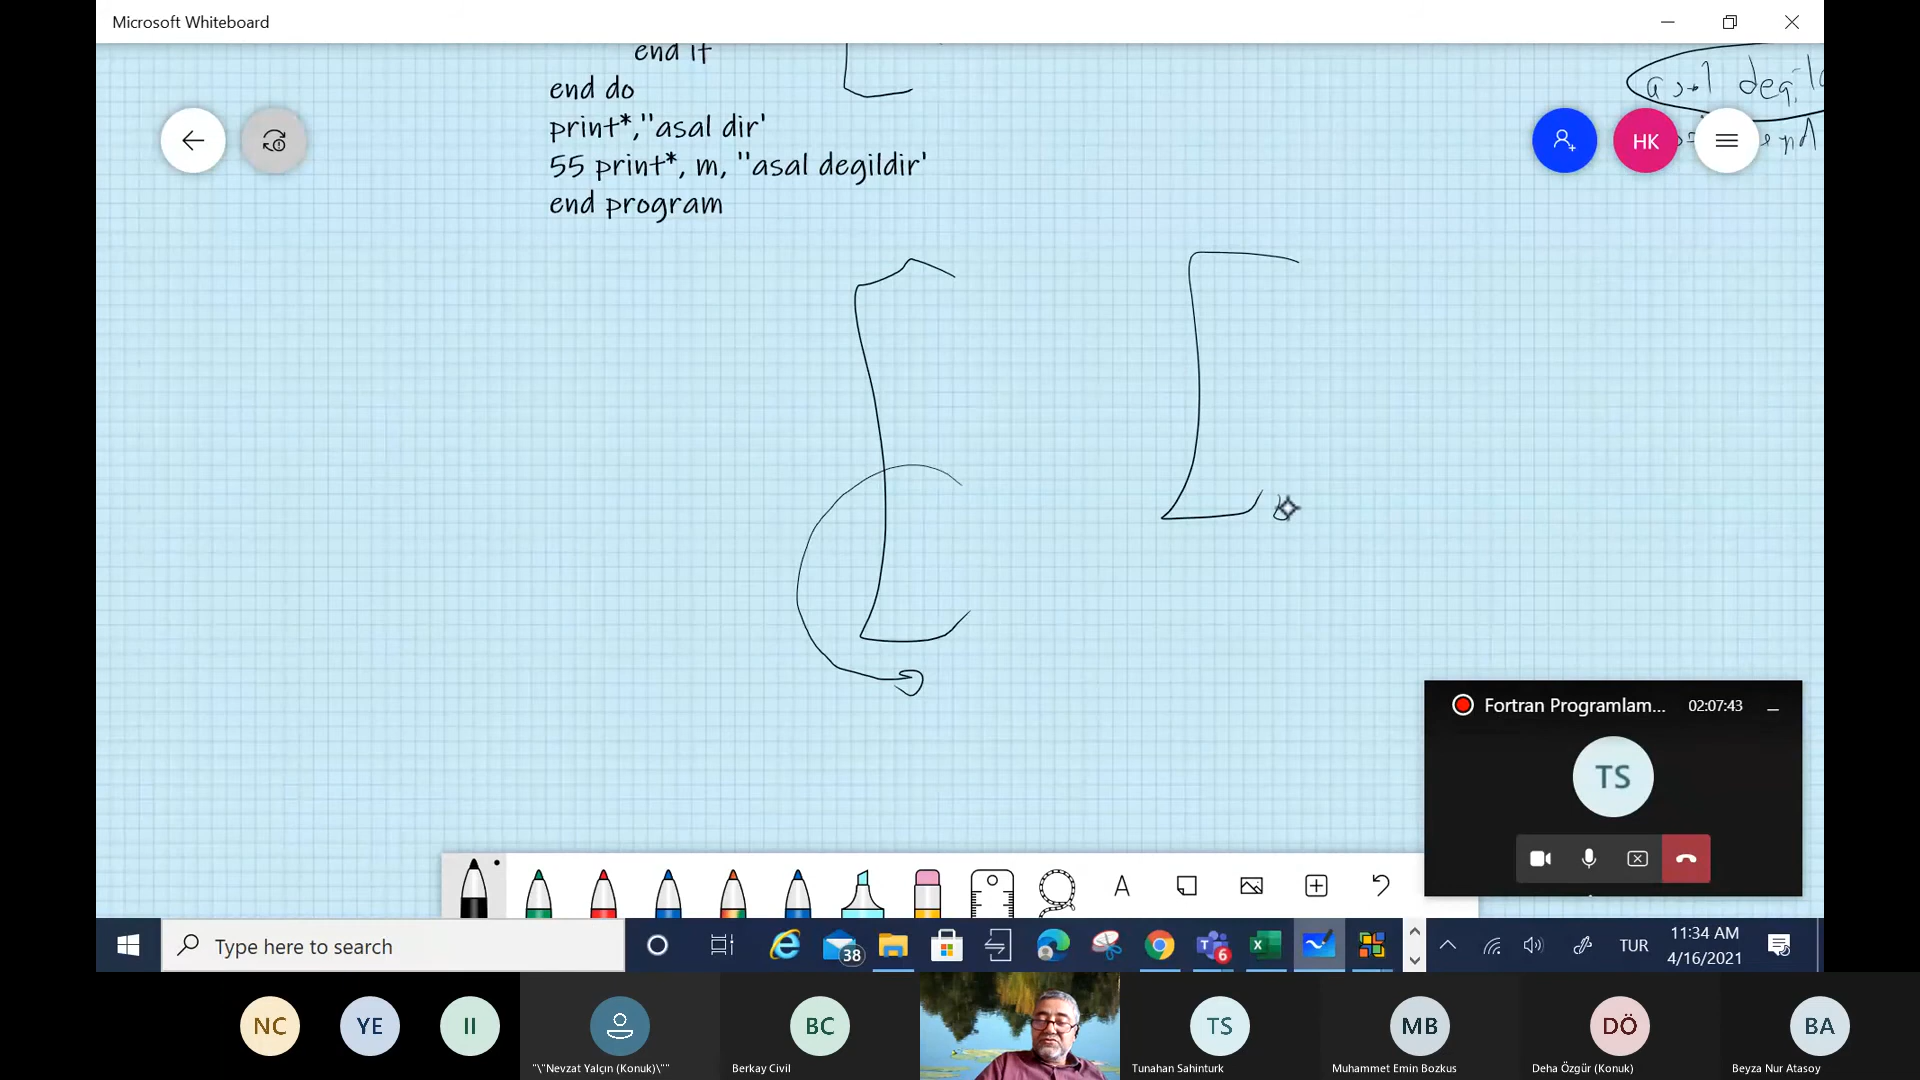 Microsoft Whiteboard
end if
end do
print*,''asal dir'
55 print*, m, ''asal degildir'
end program
asal
HK
Fortran Programlam...
02:07:43
TS
Type here to search
38
6
TUR
11:34 AM
4/16/2021
NC
YE
II
BC
TS
MB
DÖ
BA
"\"Nevzat Yalçın (Konuk)\""
Berkay Civil
Tunahan Sahinturk
Muhammet Emin Bozkus
Deha Özgür (Konuk)
Beyza Nur Atasoy